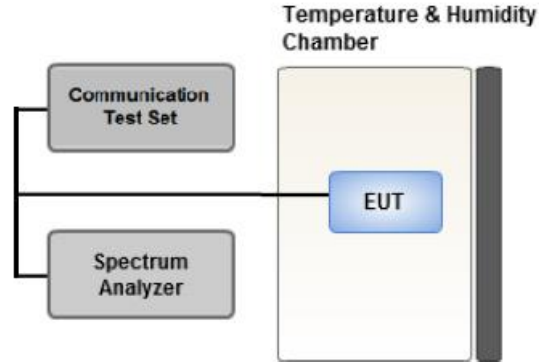 Temperature & Humidity
Chamber
Communication
Test Set
EUT
Spectrum
Analyzer